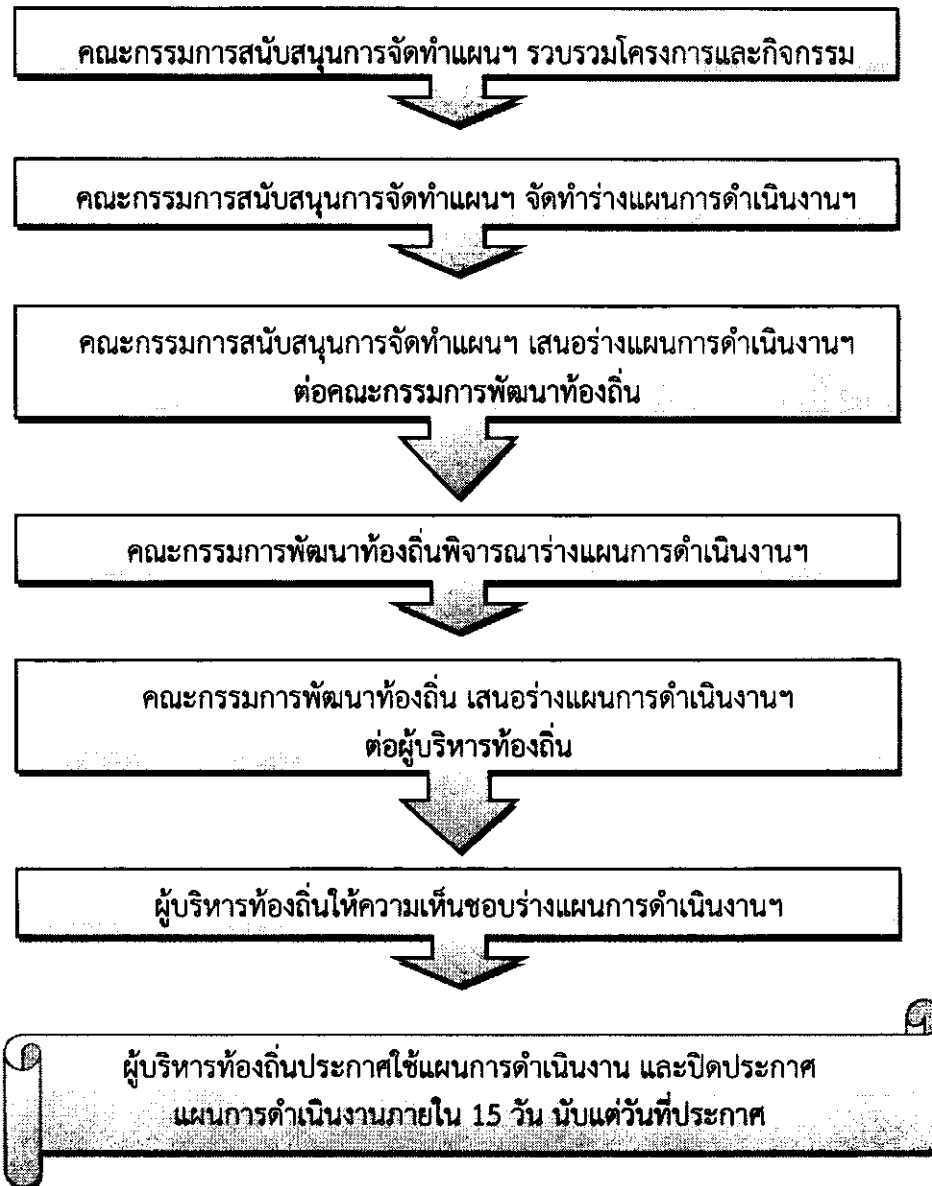 คณะกรรมการสนับสนุนการจัดทำแผนฯ รวบรวมโครงการและกิจกรรม
คณะกรรมการสนับสนุนการจัดทำแผนฯ จัดทำร่างแผนการดำเนินงานฯ
คณะกรรมการสนับสนุนการจัดทำแผนฯ เสนอร่างแผนการดำเนินงานฯ
ต่อคณะกรรมการพัฒนาท้องถิ่น
คณะกรรมการพัฒนาท้องถิ่นพิจารณาร่างแผนการดำเนินงานฯ
คณะกรรมการพัฒนาท้องถิ่น เสนอร่างแผนการดำเนินงานฯ
ต่อผู้บริหารท้องถิ่น
ผู้บริหารท้องถิ่นให้ความเห็นชอบร่างแผนการดำเนินงานฯ
ผู้บริหารท้องถิ่นประกาศใช้แผนการดำเนินงาน และปิดประกาศ
แผนการดำเนินงานภายใน 15 วัน นับแต่วันที่ประกาศ